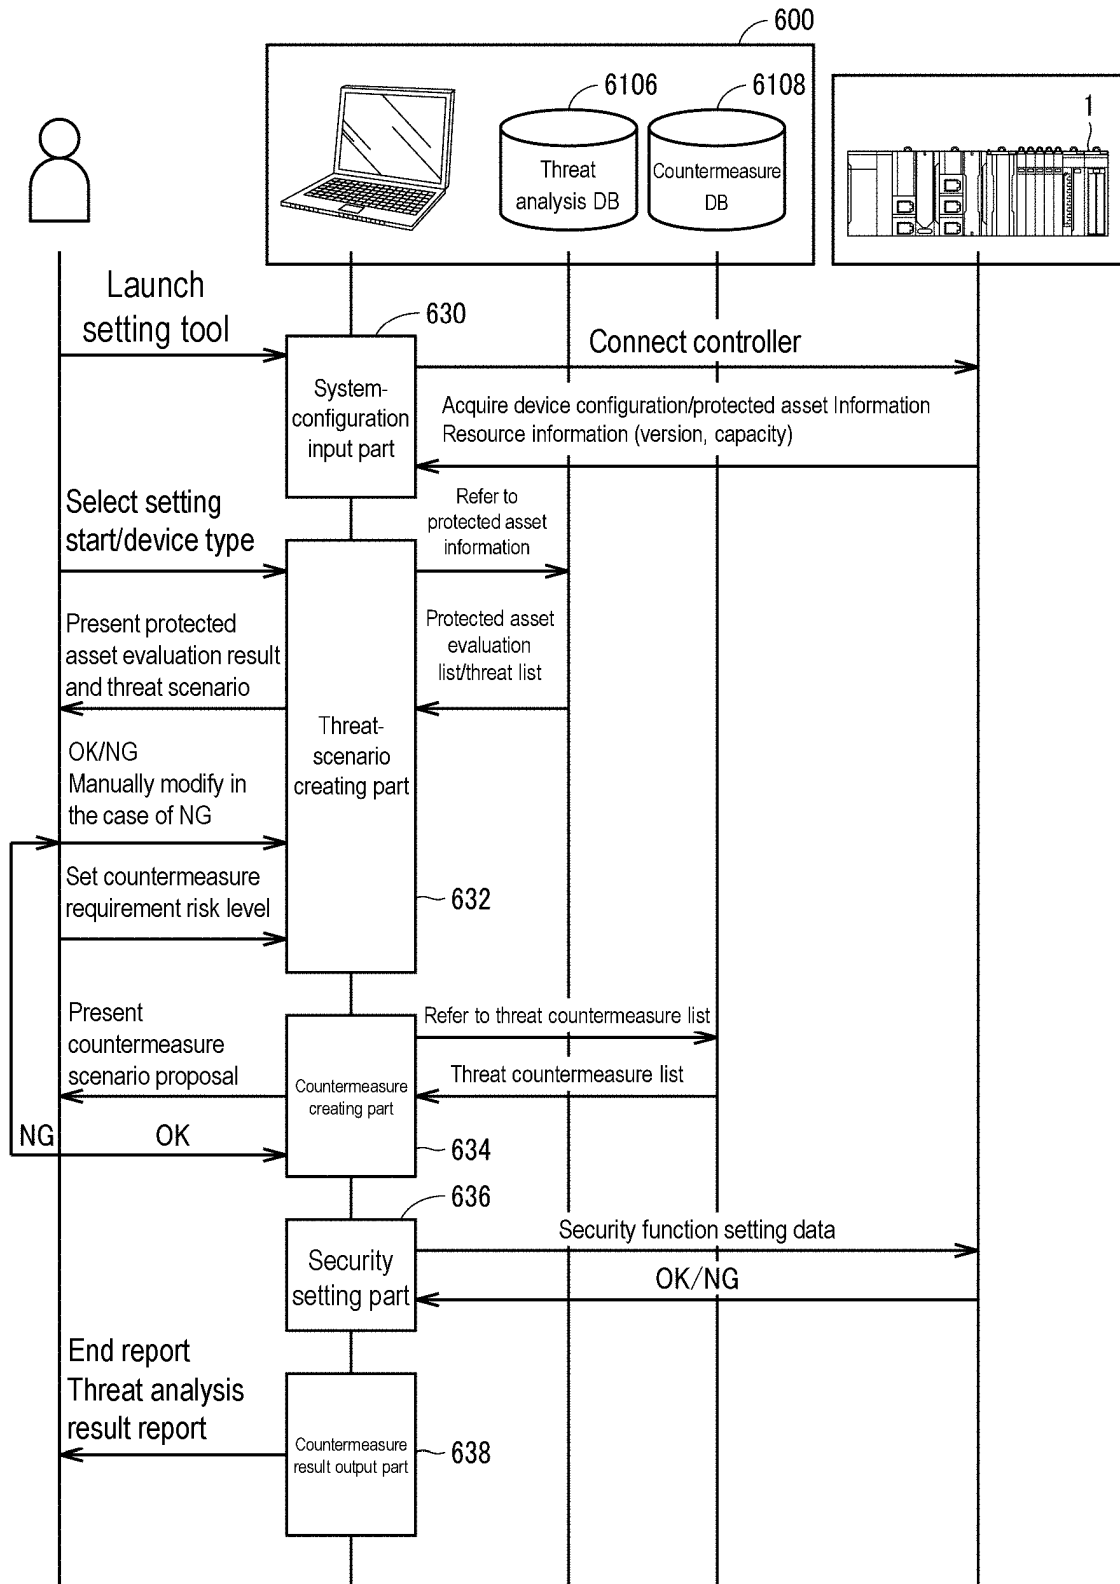 600
6106
6108
1
Threat
analysis DB
Countermeasure
DB
Launch
setting tool
630
Connect controller
System-
configuration
input part
Acquire device configuration/protected asset Information
Resource information (version, capacity)
Select setting
start/device type
Refer to
protected asset
information
Present protected
asset evaluation result
and threat scenario
Protected asset
evaluation
list/threat list
Threat-
scenario
creating part
OK/NG
Manually modify in
the case of NG
Set countermeasure
requirement risk level
632
Present
countermeasure
scenario proposal
Refer to threat countermeasure list
Threat countermeasure list
Countermeasure
creating part
NG
OK
634
636
Security function setting data
Security
setting part
OK/NG
End report
Threat analysis
result report
Countermeasure
result output part
638